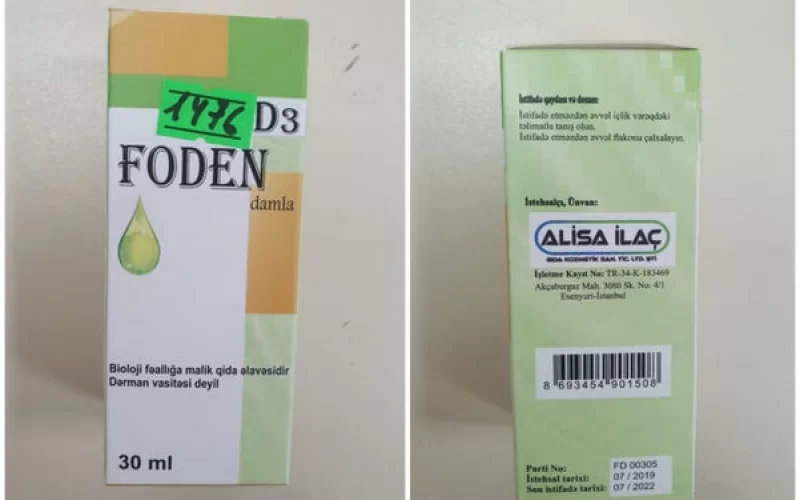 1476
D3
FODEN
damla
Bioloji fəallığa malik qida əlavəsidir
Dərman vasitəsi deyil
30 ml
İstifadə qaydası və dozası:
İstifadə etməzdən əvvəl içlik vərəqdəki
təlimatla tanış olun.
İstifadə etməzdən əvvəl flakonu çalxalayın.
İstehsalçı, Ünvan:
ALİSA İLAÇ
GIDA KOZMETİK SAN. TİC. LTD. ŞTİ
İşletme Kayıt No: TR-34-K-183469
Akçaburgaz Mah. 3080 Sk. No: 4/1
Esenyurt-İstanbul
8 693454 901508
Parti No: FD 00305
İstehsal tarixi: 07 / 2019
Son istifadə tarixi: 07 / 2022